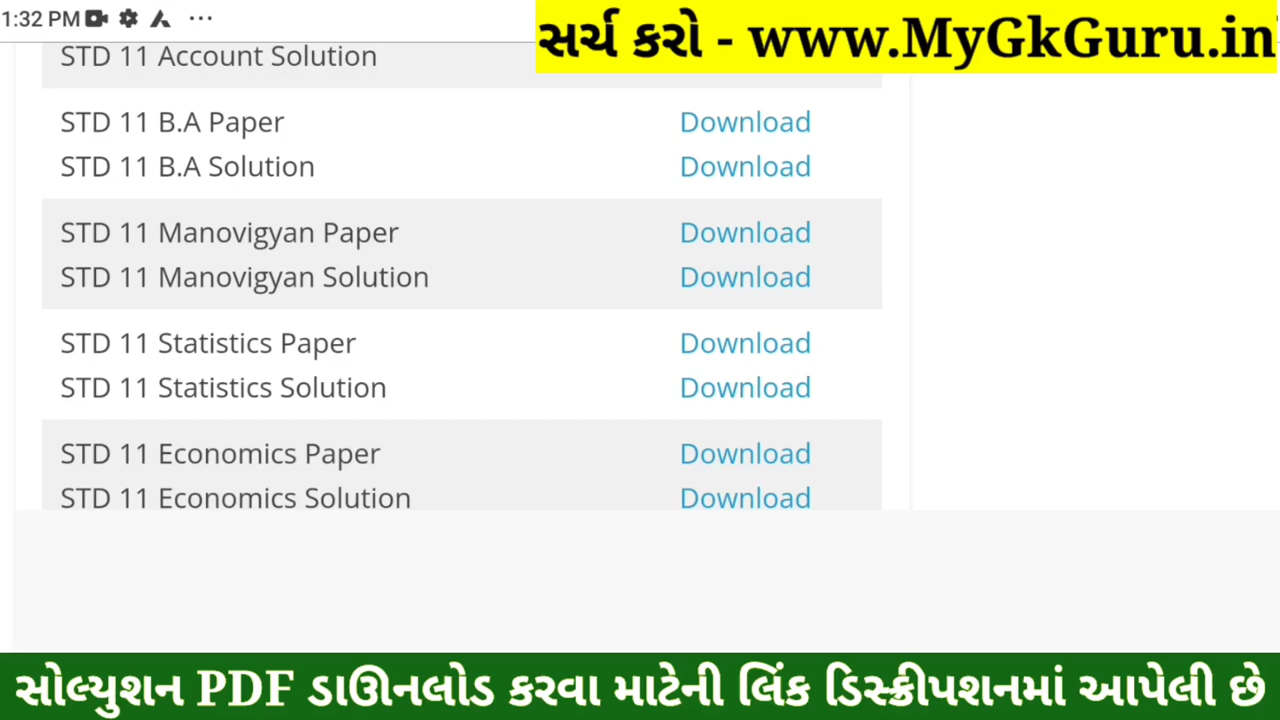 1:32 PM
સર્ચ કરો - www.MyGkGuru.in
STD 11 Account Solution
STD 11 B.A Paper Download
STD 11 B.A Solution Download
STD 11 Manovigyan Paper Download
STD 11 Manovigyan Solution Download
STD 11 Statistics Paper Download
STD 11 Statistics Solution Download
STD 11 Economics Paper Download
STD 11 Economics Solution Download
સોલ્યુશન PDF ડાઊનલોડ કરવા માટેની લિંક ડિસ્ક્રીપશનમાં આપેલી છે